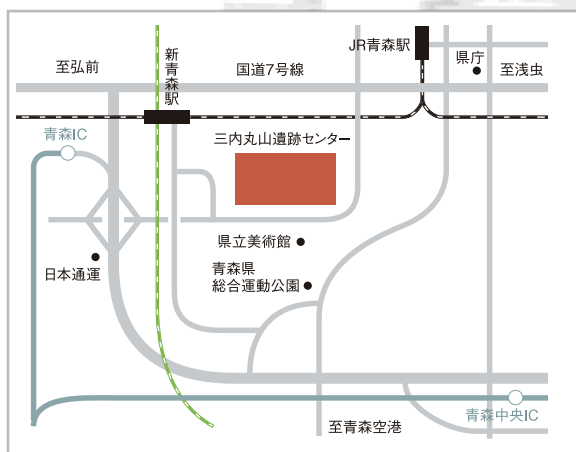 JR青森駅
至弘前
新青森駅
国道7号線
県庁
至浅虫
青森IC
三内丸山遺跡センター
県立美術館
日本通運
青森県
総合運動公園
青森中央IC
至青森空港